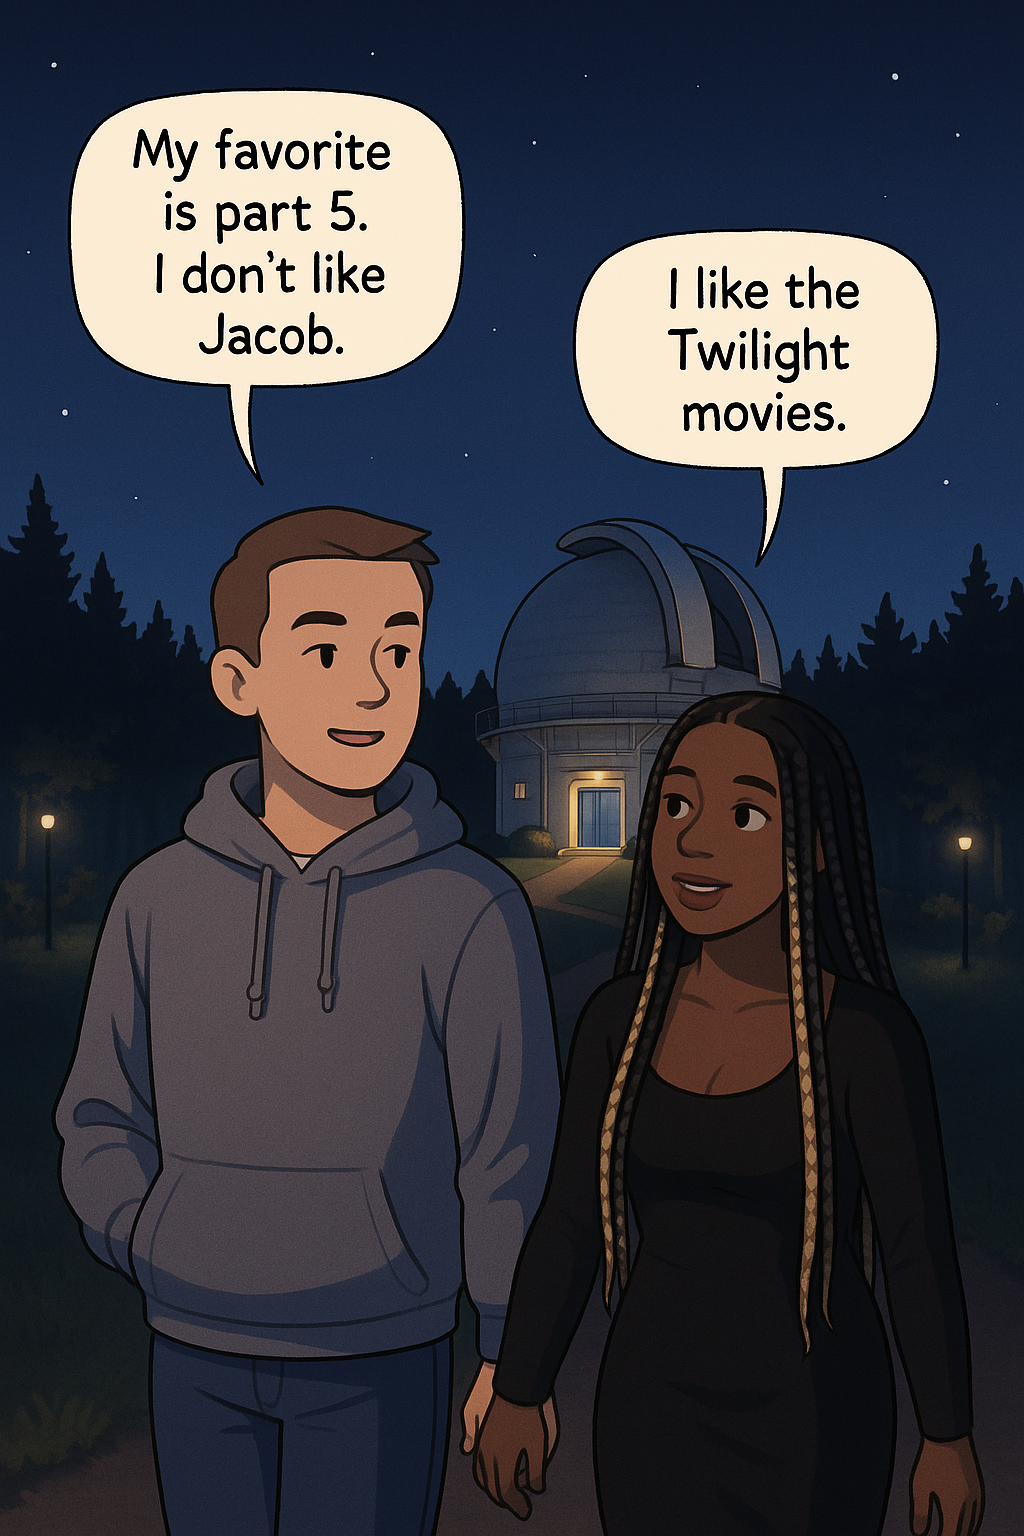 My favorite
is part 5.
I don't like
Jacob.
I like the
Twilight
movies.